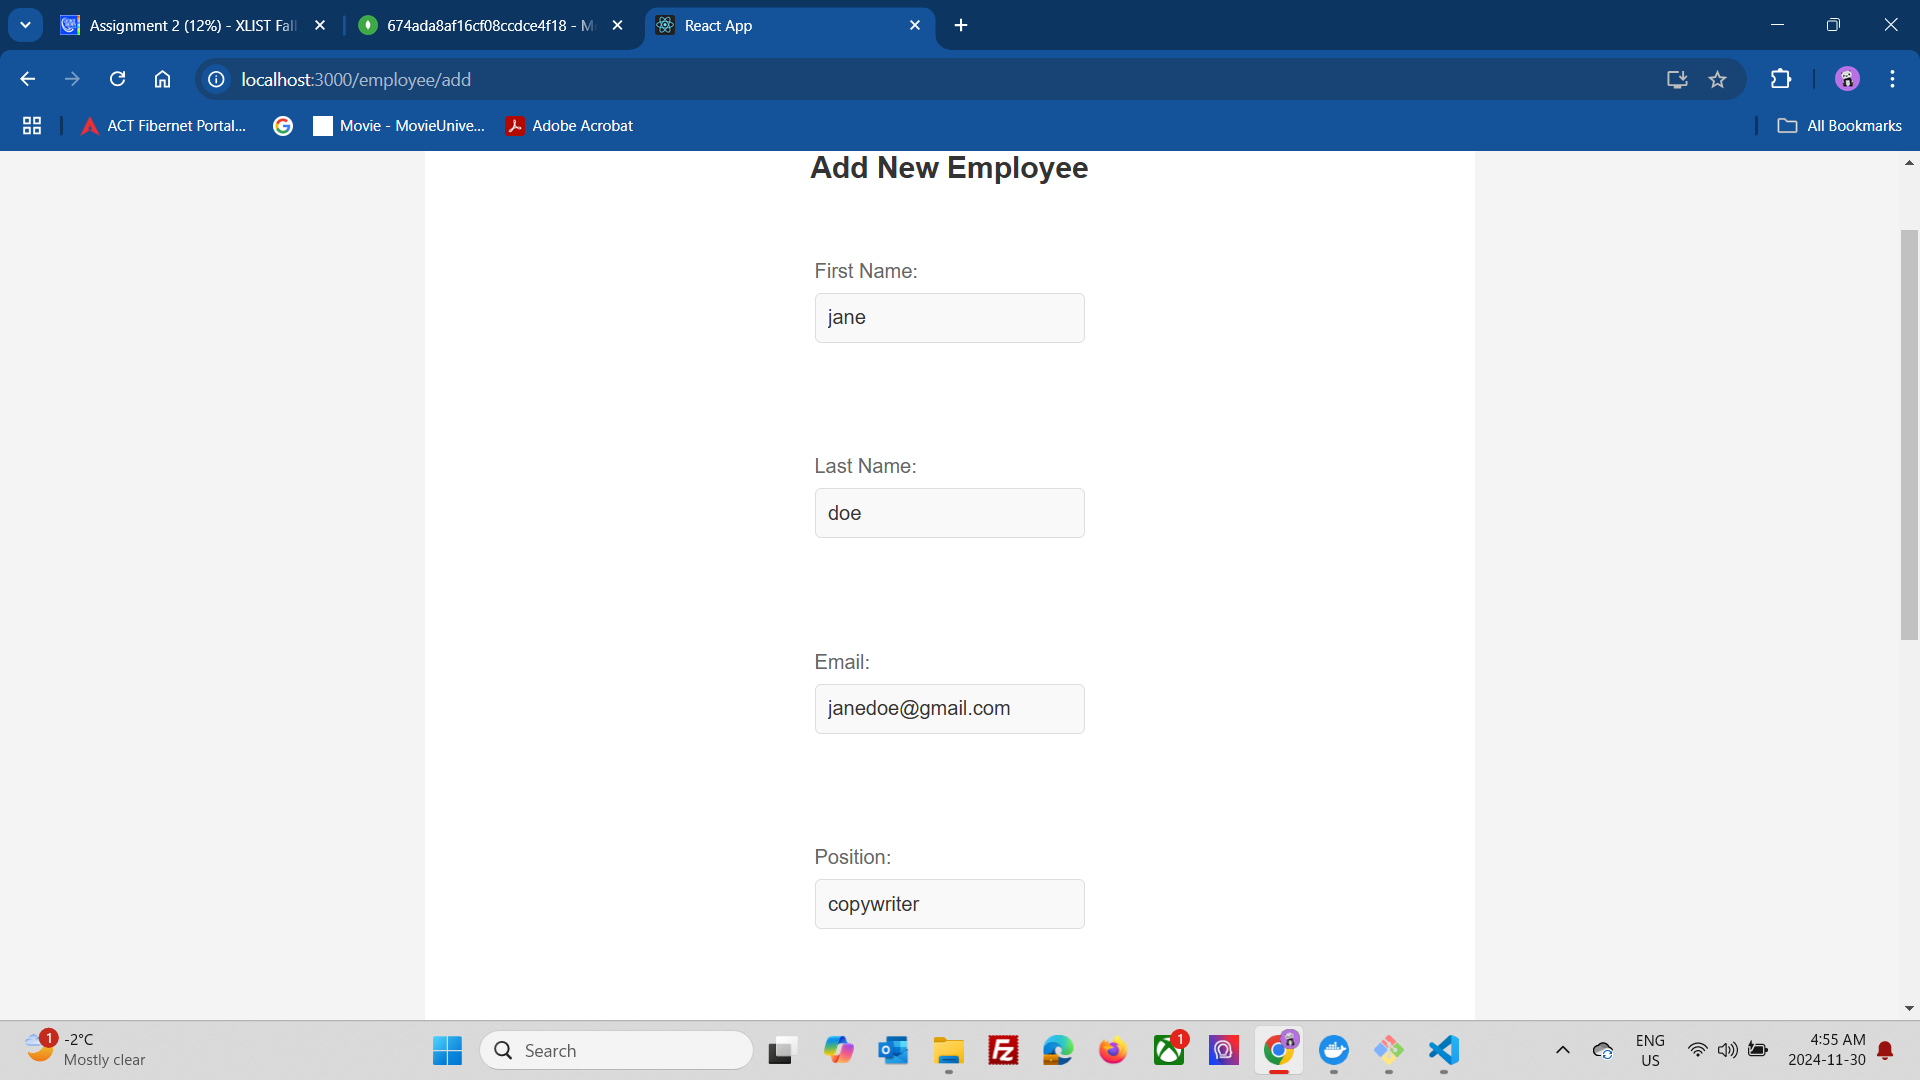 Assignment 2 (12%) - XLIST Fall
674ada8af16cf08ccdce4f18 - M
React App
localhost:3000/employee/add
ACT Fibernet Portal...
Movie - MovieUnive...
Adobe Acrobat
All Bookmarks
Add New Employee
First Name:
jane
Last Name:
doe
Email:
janedoe@gmail.com
Position:
copywriter
1
-2°C
Mostly clear
Search
1
ENG
US
4:55 AM
2024-11-30